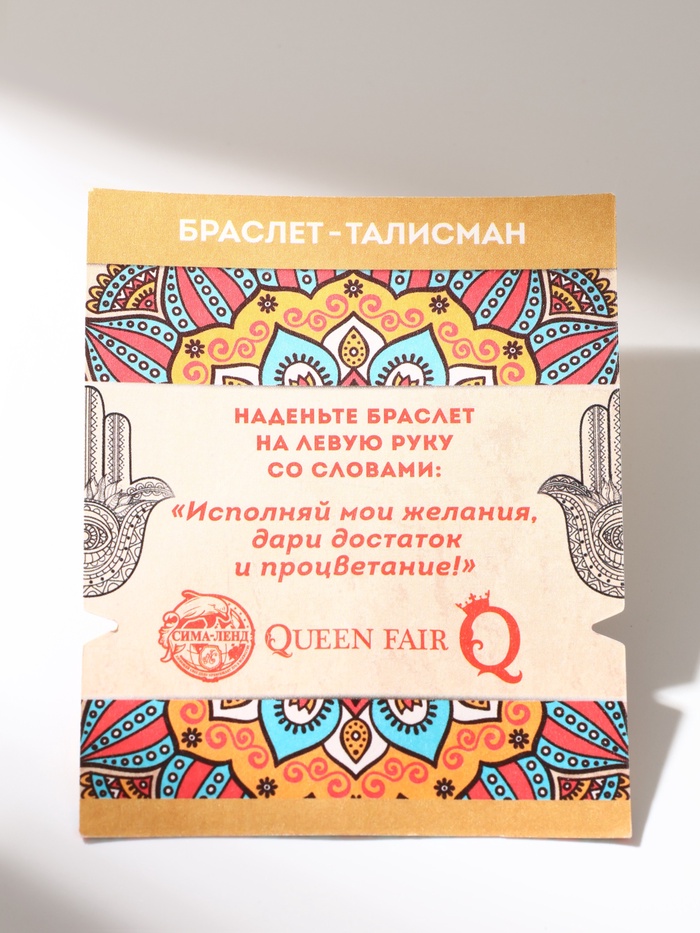 БРАСЛЕТ-ТАЛИСМАН
НАДЕНЬТЕ БРАСЛЕТ
НА ЛЕВУЮ РУКУ
СО СЛОВАМИ:
«Исполняй мои желания,
дари достаток
и процветание!»
СИМА-ЛЕНД
QUEEN FAIR Q